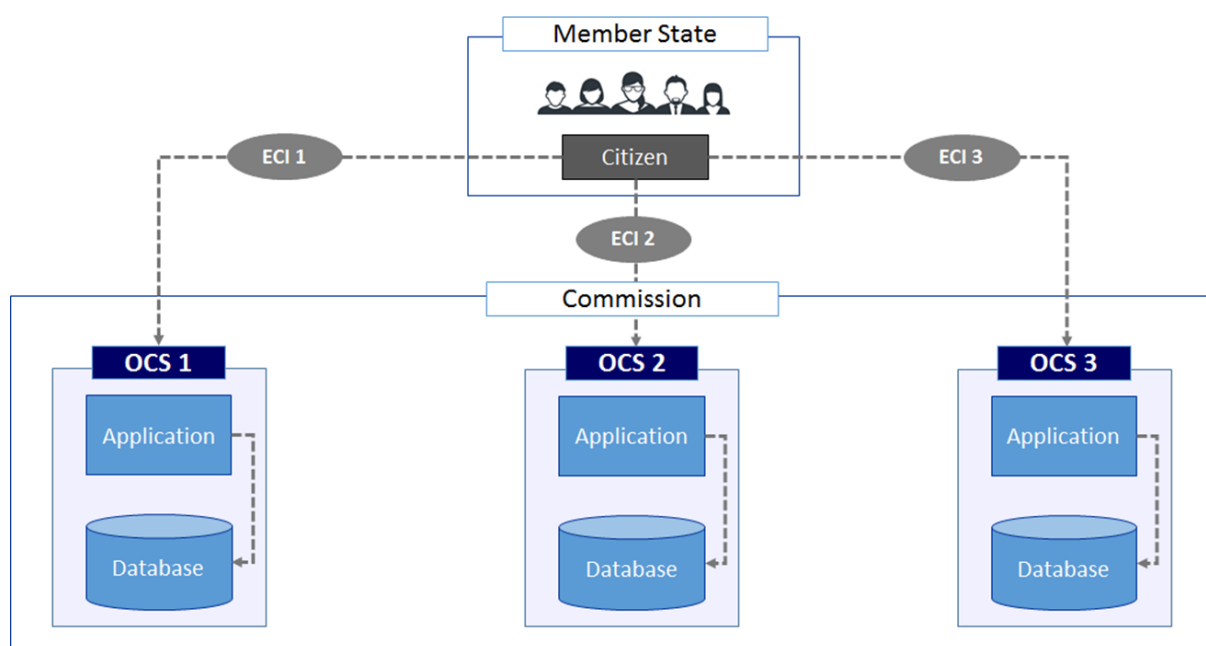 Member State
Citizen
ECI 1
ECI 3
ECI 2
Commission
OCS 1
OCS 2
OCS 3
Application
Application
Application
Database
Database
Database